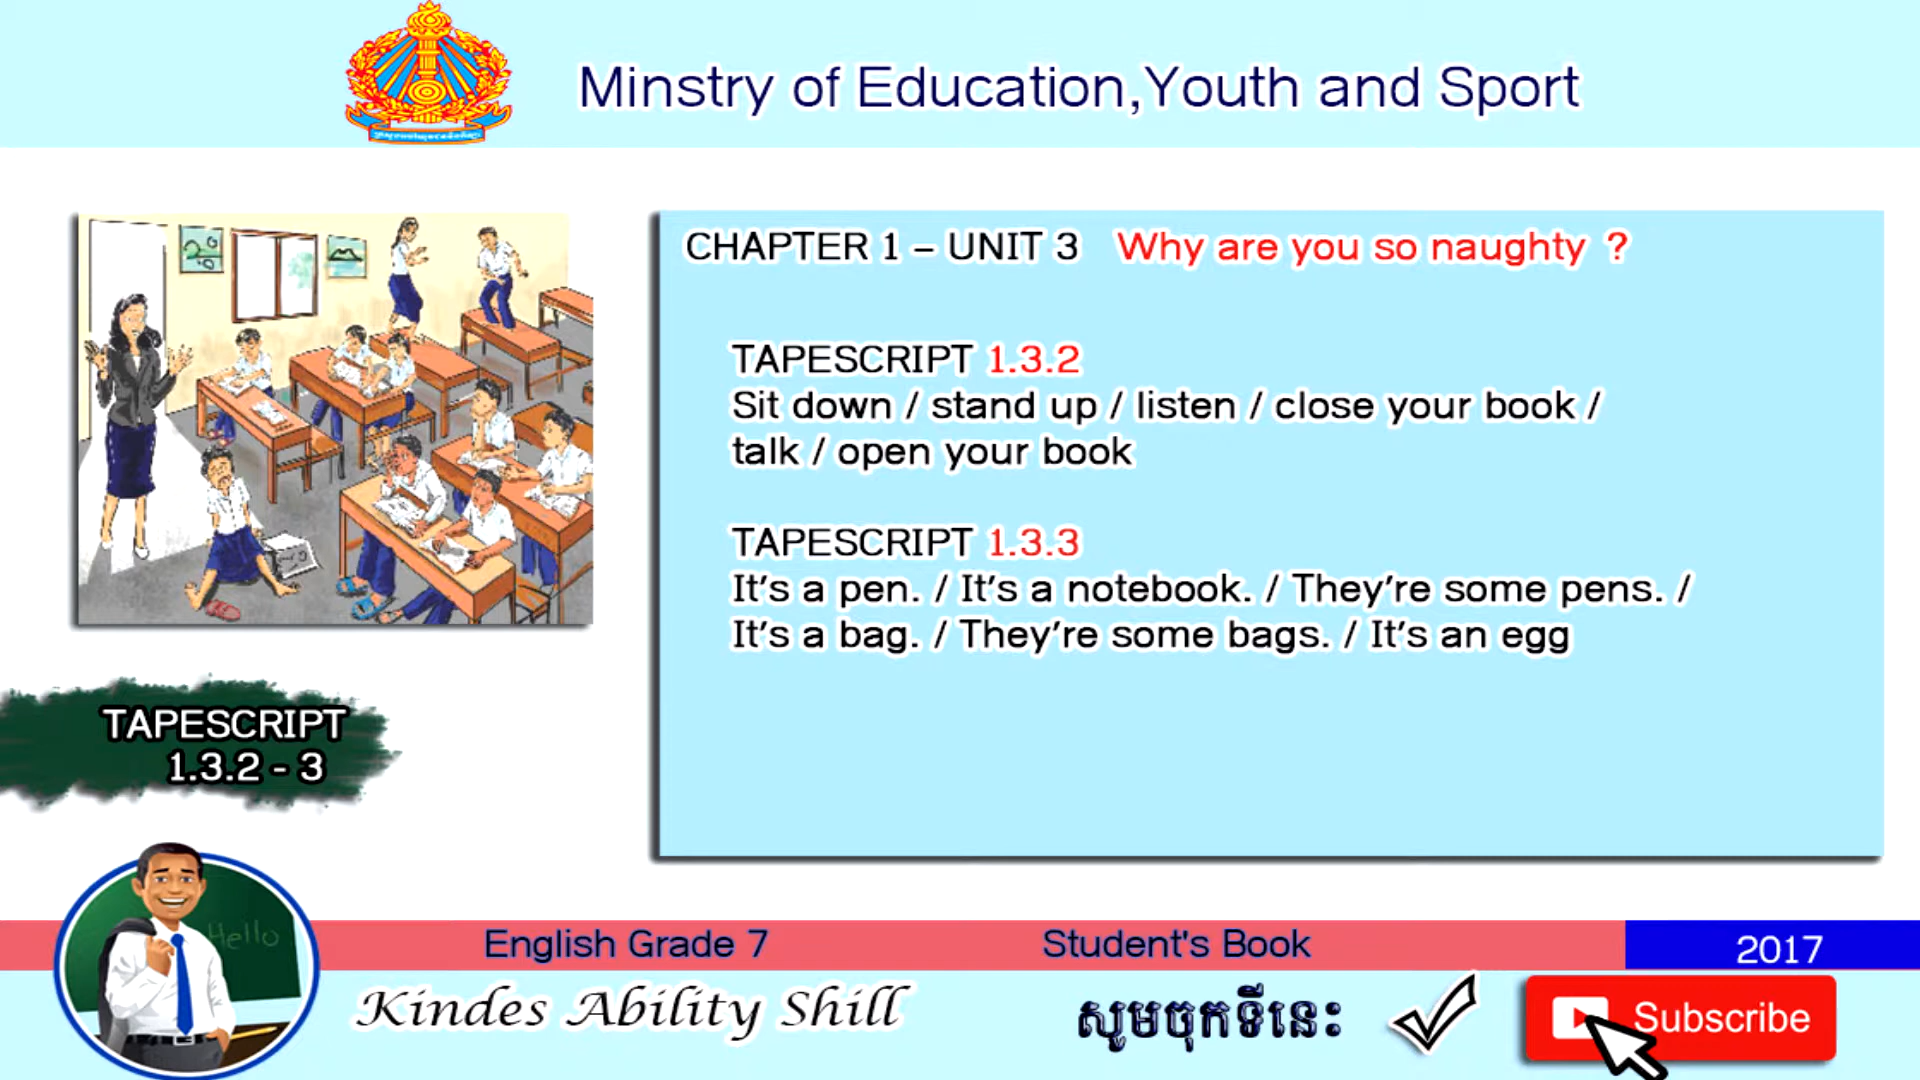 Minstry of Education,Youth and Sport
CHAPTER 1 – UNIT 3 Why are you so naughty ?
TAPESCRIPT 1.3.2
Sit down / stand up / listen / close your book /
talk / open your book
TAPESCRIPT 1.3.3
It’s a pen. / It’s a notebook. / They’re some pens. /
It’s a bag. / They’re some bags. / It’s an egg
TAPESCRIPT
1.3.2 - 3
Hello
English Grade 7 Student's Book 2017
Kindes Ability Shill
សូមចុកទីនេះ
Subscribe